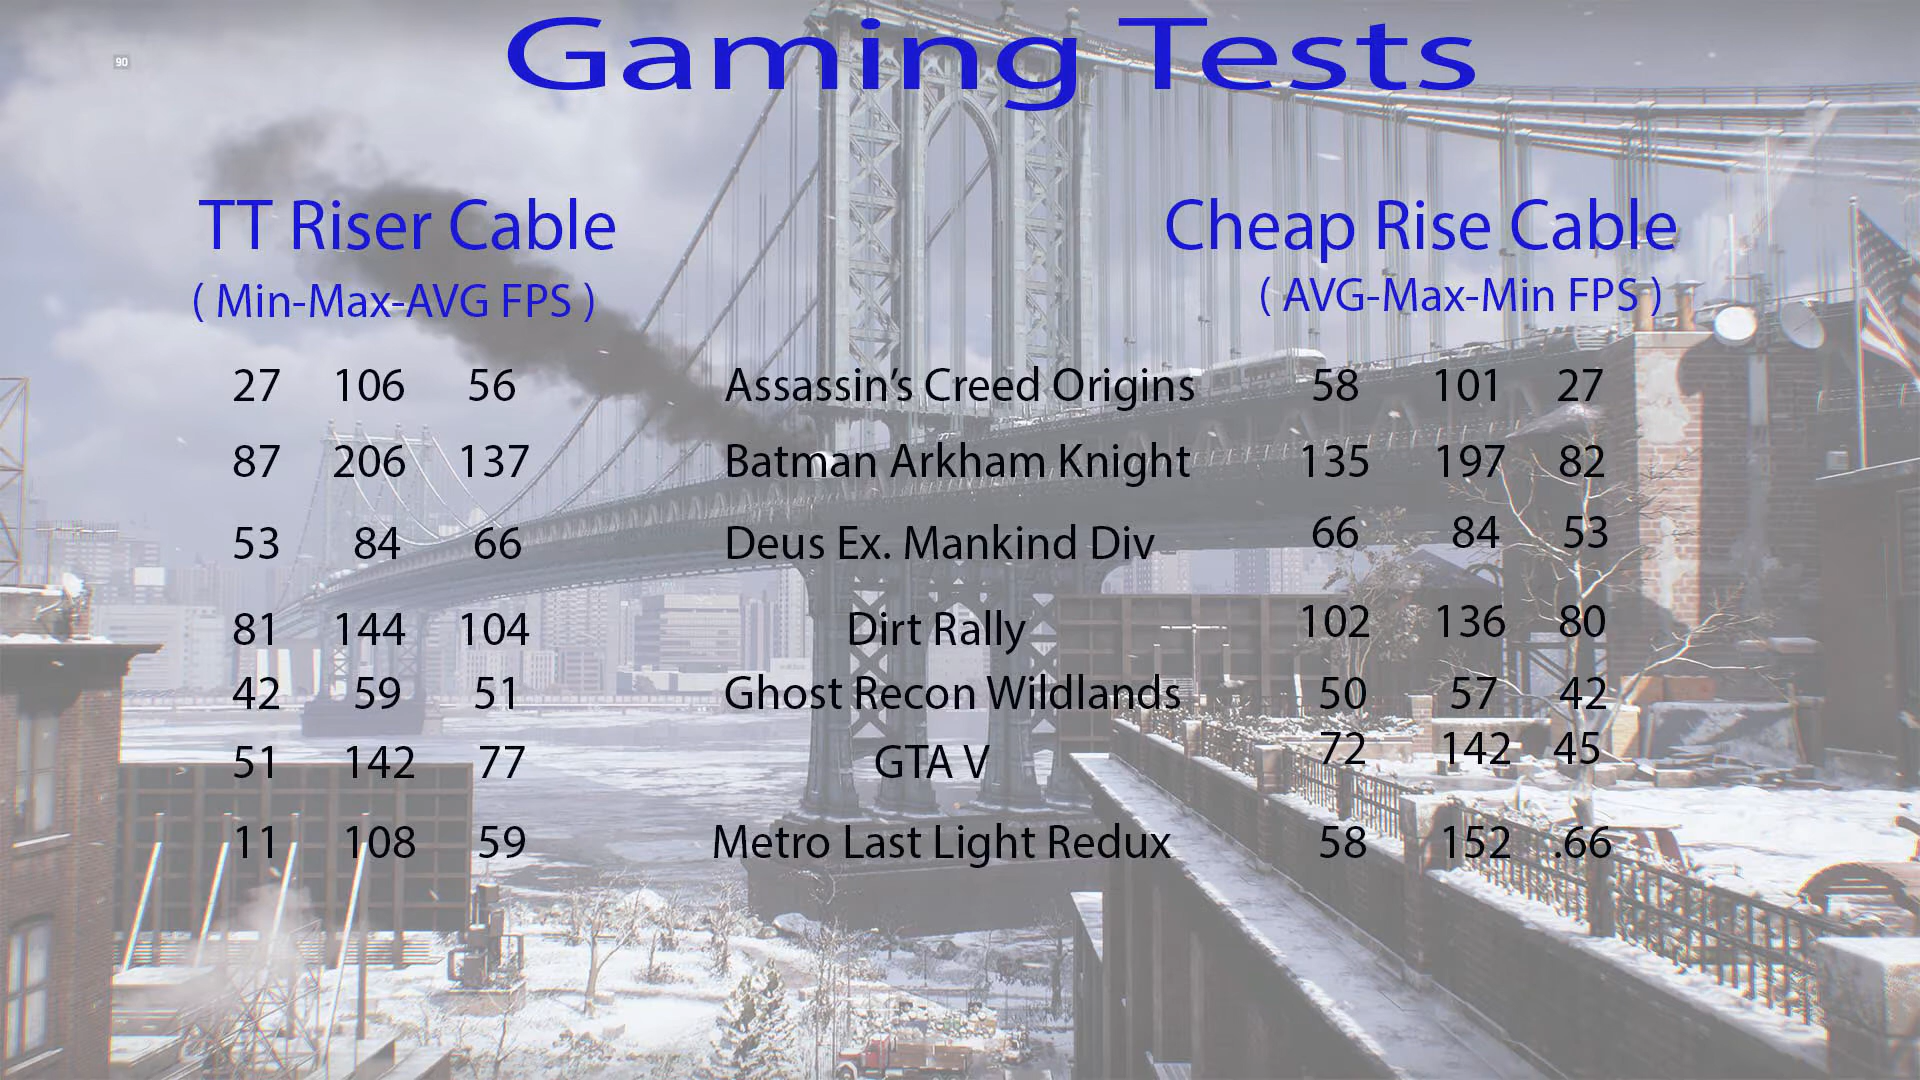 Gaming Tests
90
TT Riser Cable Cheap Rise Cable
( Min-Max-AVG FPS ) ( AVG-Max-Min FPS )
27 106 56 Assassin’s Creed Origins 58 101 27
87 206 137 Batman Arkham Knight 135 197 82
53 84 66 Deus Ex. Mankind Div 66 84 53
81 144 104 Dirt Rally 102 136 80
42 59 51 Ghost Recon Wildlands 50 57 42
51 142 77 GTA V 72 142 45
11 108 59 Metro Last Light Redux 58 152 .66